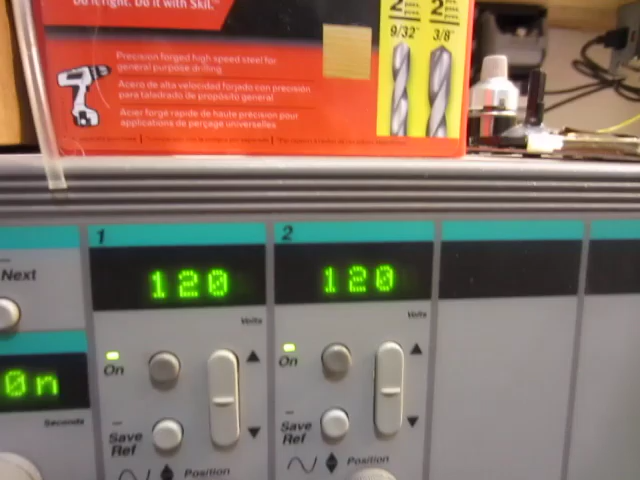 Do it right. Do it with Skil.™
2 pcs. 2 pcs.
9/32" 3/8"
Precision forged high speed steel for
general purpose drilling
Acero de alta velocidad forjado con precisión
para taladrado de propósito general
Acier forgé rapide de haute précision pour
applications de perçage universelles
1 2
Next
120 120
Volts Volts
On On
0n
Seconds
Save
Ref
Save
Ref
Position Position